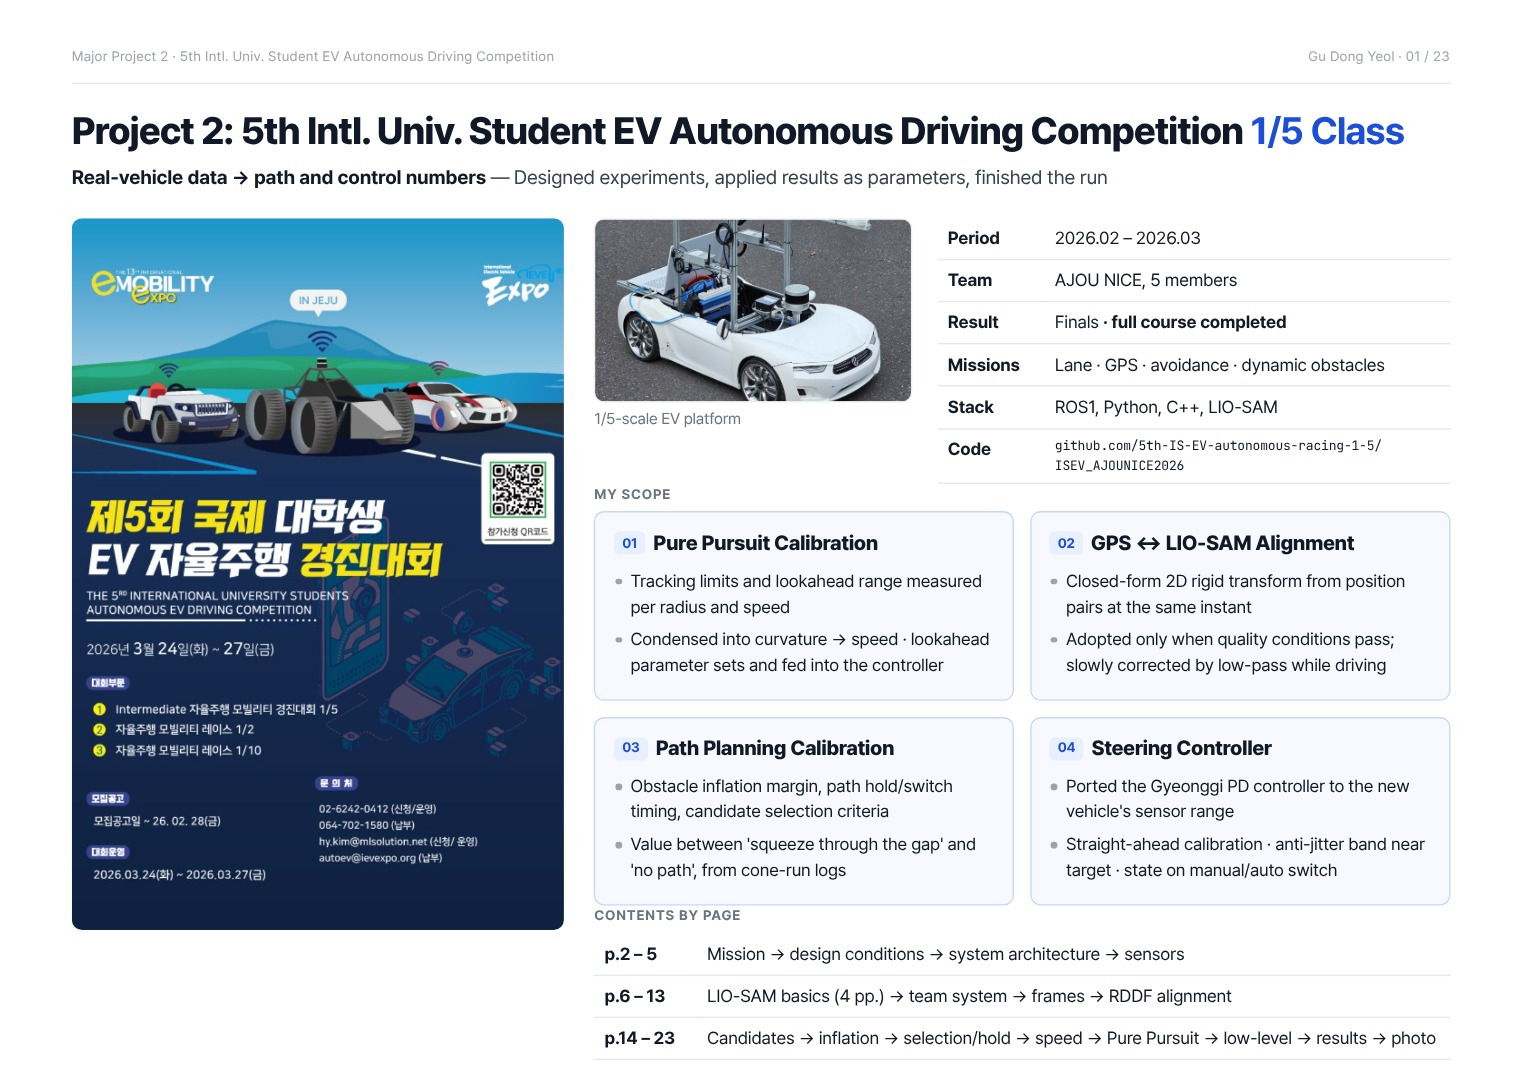 Major Project 2 · 5th Intl. Univ. Student EV Autonomous Driving Competition
Gu Dong Yeol · 01 / 23
Project 2: 5th Intl. Univ. Student EV Autonomous Driving Competition 1/5 Class
Real-vehicle data → path and control numbers — Designed experiments, applied results as parameters, finished the run
THE 13TH INTERNATIONAL
eMOBILITY
eXPO
International
Electric Vehicle
IEVE
Expo
IN JEJU
참가신청 QR코드
제5회 국제 대학생
EV 자율주행 경진대회
THE 5RD INTERNATIONAL UNIVERSITY STUDENTS
AUTONOMOUS EV DRIVING COMPETITION
2026년 3월 24일(화) ~ 27일(금)
대회부문
1 Intermediate 자율주행 모빌리티 경진대회 1/5
2 자율주행 모빌리티 레이스 1/2
3 자율주행 모빌리티 레이스 1/10
모집공고
모집공고일 ~ 26. 02. 28(금)
대회운영
2026.03.24(화) ~ 2026.03.27(금)
문 의 처
02-6242-0412 (신청/운영)
064-702-1580 (납부)
hy.kim@mlsolution.net (신청/ 운영)
autoev@ievexpo.org (납부)
1/5-scale EV platform
Period 2026.02 – 2026.03
Team AJOU NICE, 5 members
Result Finals · full course completed
Missions Lane · GPS · avoidance · dynamic obstacles
Stack ROS1, Python, C++, LIO-SAM
Code github.com/5th-IS-EV-autonomous-racing-1-5/
ISEV_AJOUNICE2026
MY SCOPE
01 Pure Pursuit Calibration
• Tracking limits and lookahead range measured
per radius and speed
• Condensed into curvature → speed · lookahead
parameter sets and fed into the controller
02 GPS ↔ LIO-SAM Alignment
• Closed-form 2D rigid transform from position
pairs at the same instant
• Adopted only when quality conditions pass;
slowly corrected by low-pass while driving
03 Path Planning Calibration
• Obstacle inflation margin, path hold/switch
timing, candidate selection criteria
• Value between 'squeeze through the gap' and
'no path', from cone-run logs
04 Steering Controller
• Ported the Gyeonggi PD controller to the new
vehicle's sensor range
• Straight-ahead calibration · anti-jitter band near
target · state on manual/auto switch
CONTENTS BY PAGE
p.2 – 5 Mission → design conditions → system architecture → sensors
p.6 – 13 LIO-SAM basics (4 pp.) → team system → frames → RDDF alignment
p.14 – 23 Candidates → inflation → selection/hold → speed → Pure Pursuit → low-level → results → photo